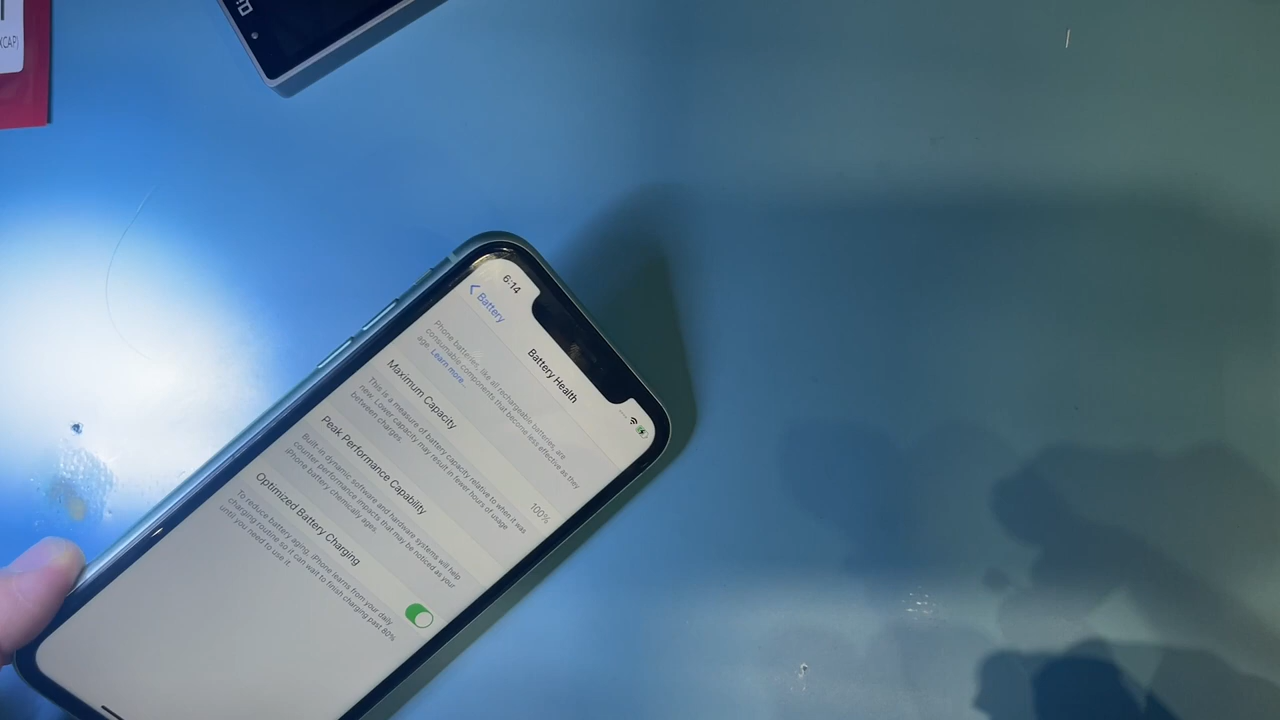 XCAP)
6:14
Battery
Battery Health
Phone batteries, like all rechargeable batteries, are
consumable components that become less effective as they
age. Learn more...
Maximum Capacity
100%
This is a measure of battery capacity relative to when it was
new. Lower capacity may result in fewer hours of usage
between charges.
Peak Performance Capability
Built-in dynamic software and hardware systems will help
counter performance impacts that may be noticed as your
iPhone battery chemically ages.
Optimized Battery Charging
To reduce battery aging, iPhone learns from your daily
charging routine so it can wait to finish charging past 80%
until you need to use it.